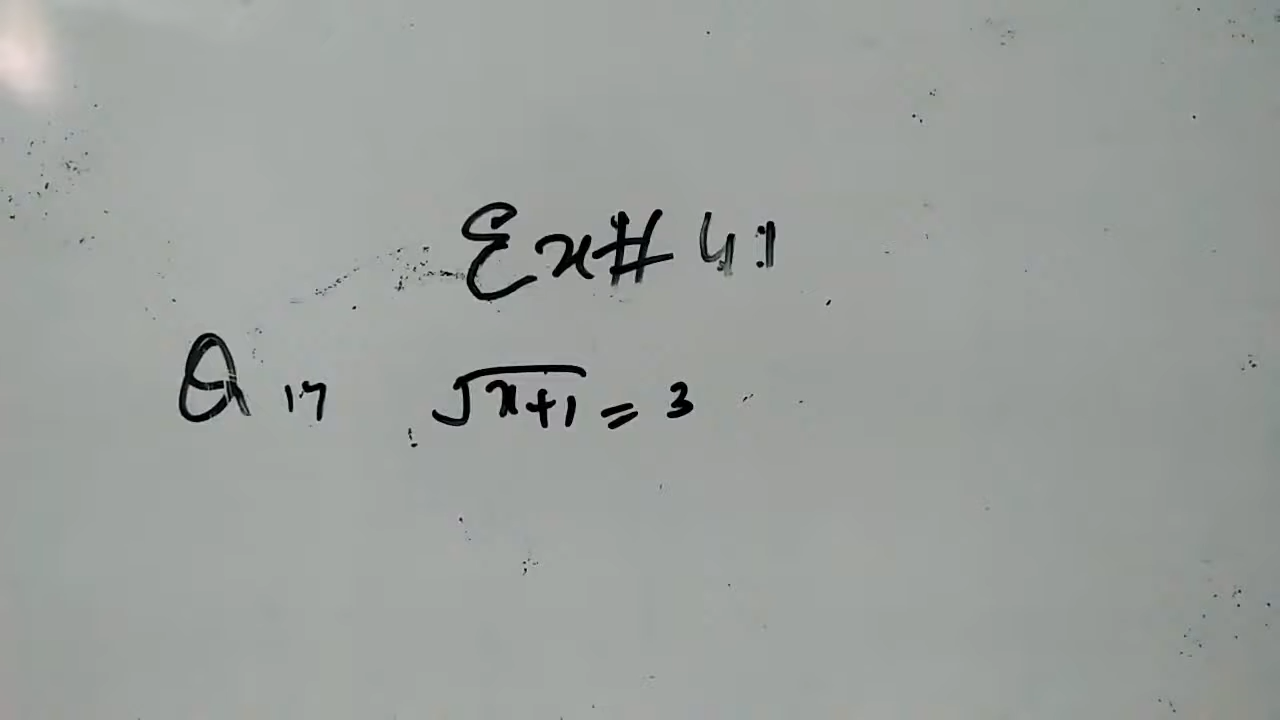 Ex# 4:1
Q 17 √x+1 = 3